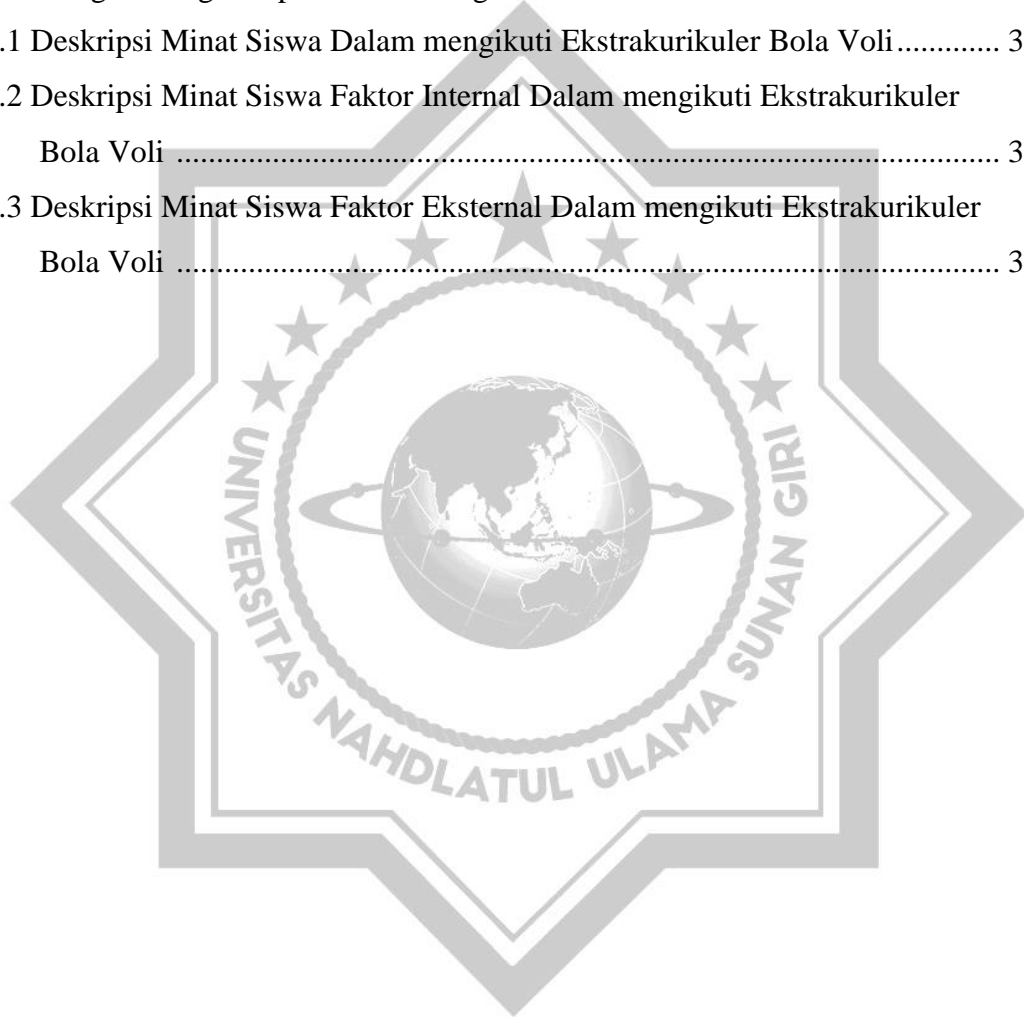 .1 Deskripsi Minat Siswa Dalam mengikuti Ekstrakurikuler Bola Voli............. 3
.2 Deskripsi Minat Siswa Faktor Internal Dalam mengikuti Ekstrakurikuler
Bola Voli ........................................................................................ 3
.3 Deskripsi Minat Siswa Faktor Eksternal Dalam mengikuti Ekstrakurikuler
Bola Voli ........................................................................................ 3
UNIVERSITAS NAHDLATUL ULAMA SUNAN GIRI